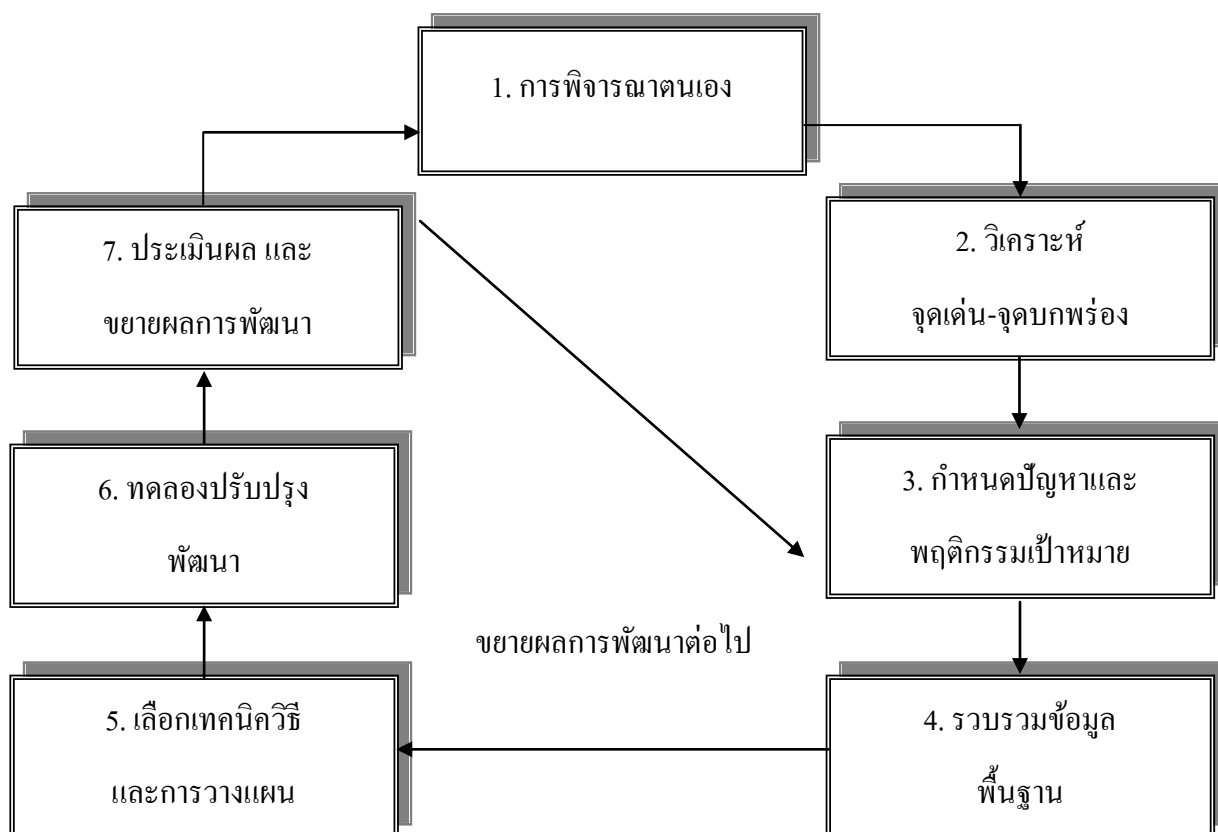 1. การพิจารณาตนเอง
2. วิเคราะห์
จุดเด่น-จุดบกพร่อง
3. กำหนดปัญหาและ
พฤติกรรมเป้าหมาย
4. รวบรวมข้อมูล
พื้นฐาน
5. เลือกเทคนิควิธี
และการวางแผน
6. ทดลองปรับปรุง
พัฒนา
7. ประเมินผล และ
ขยายผลการพัฒนา
ขยายผลการพัฒนาต่อไป